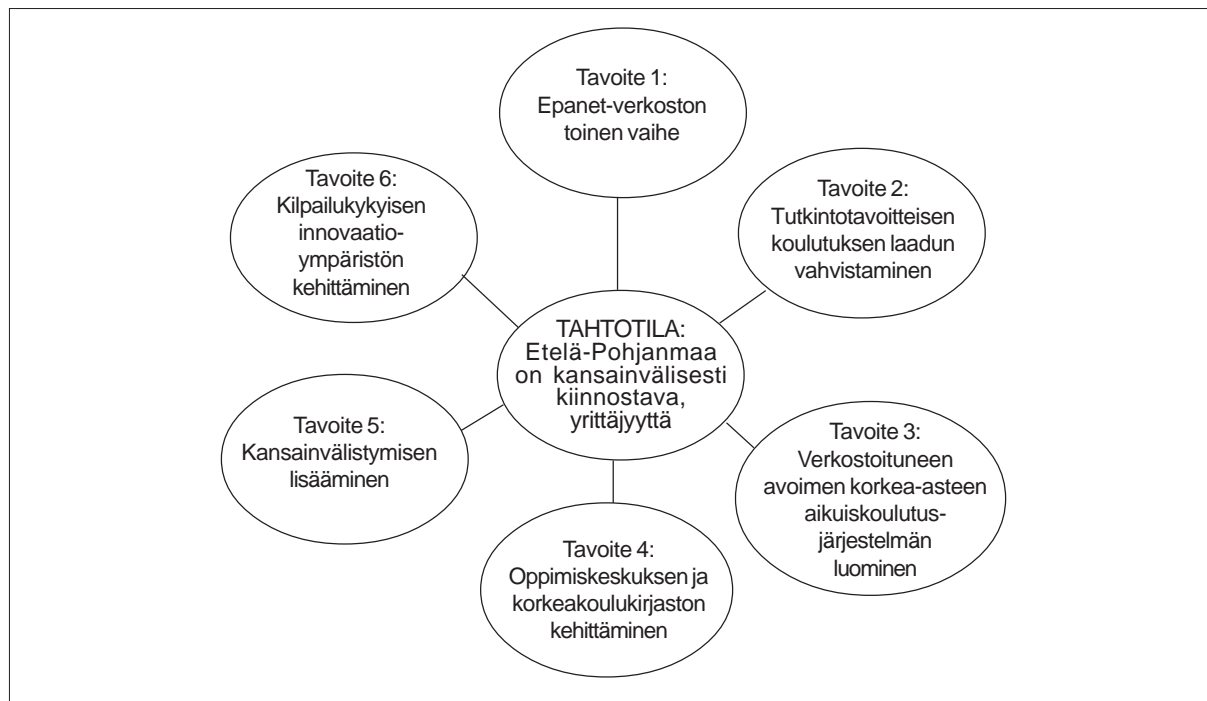 Tavoite 1:
Epanet-verkoston
toinen vaihe
Tavoite 2:
Tutkintotavoitteisen
koulutuksen laadun
vahvistaminen
Tavoite 3:
Verkostoituneen
avoimen korkea-asteen
aikuiskoulutus-
järjestelmän
luominen
Tavoite 4:
Oppimiskeskuksen ja
korkeakoulukirjaston
kehittäminen
Tavoite 5:
Kansainvälistymisen
lisääminen
Tavoite 6:
Kilpailukykyisen
innovaatio-
ympäristön
kehittäminen
TAHTOTILA:
Etelä-Pohjanmaa
on kansainvälisesti
kiinnostava,
yrittäjyyttä